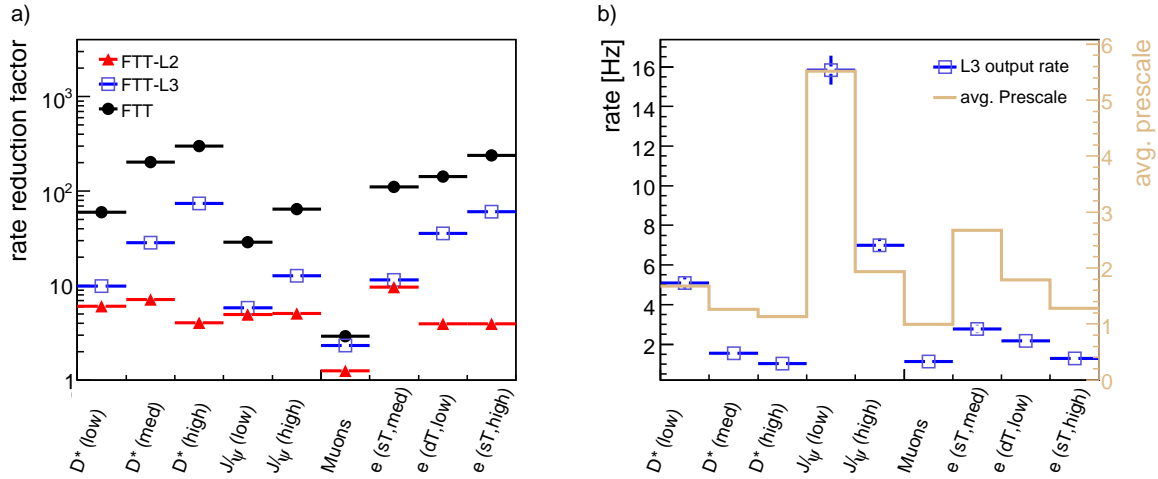 a)
rate reduction factor
FTT-L2
FTT-L3
FTT
10³
10²
10
1
D* (low)
D* (med)
D* (high)
J/ψ (low)
J/ψ (high)
Muons
e (sT,med)
e (dT,low)
e (sT,high)
b)
rate [Hz]
16
14
12
10
8
6
4
2
L3 output rate
avg. Prescale
6
5
4
3
2
1
0
avg. prescale
D* (low)
D* (med)
D* (high)
J/ψ (low)
J/ψ (high)
Muons
e (sT,med)
e (dT,low)
e (sT,high)